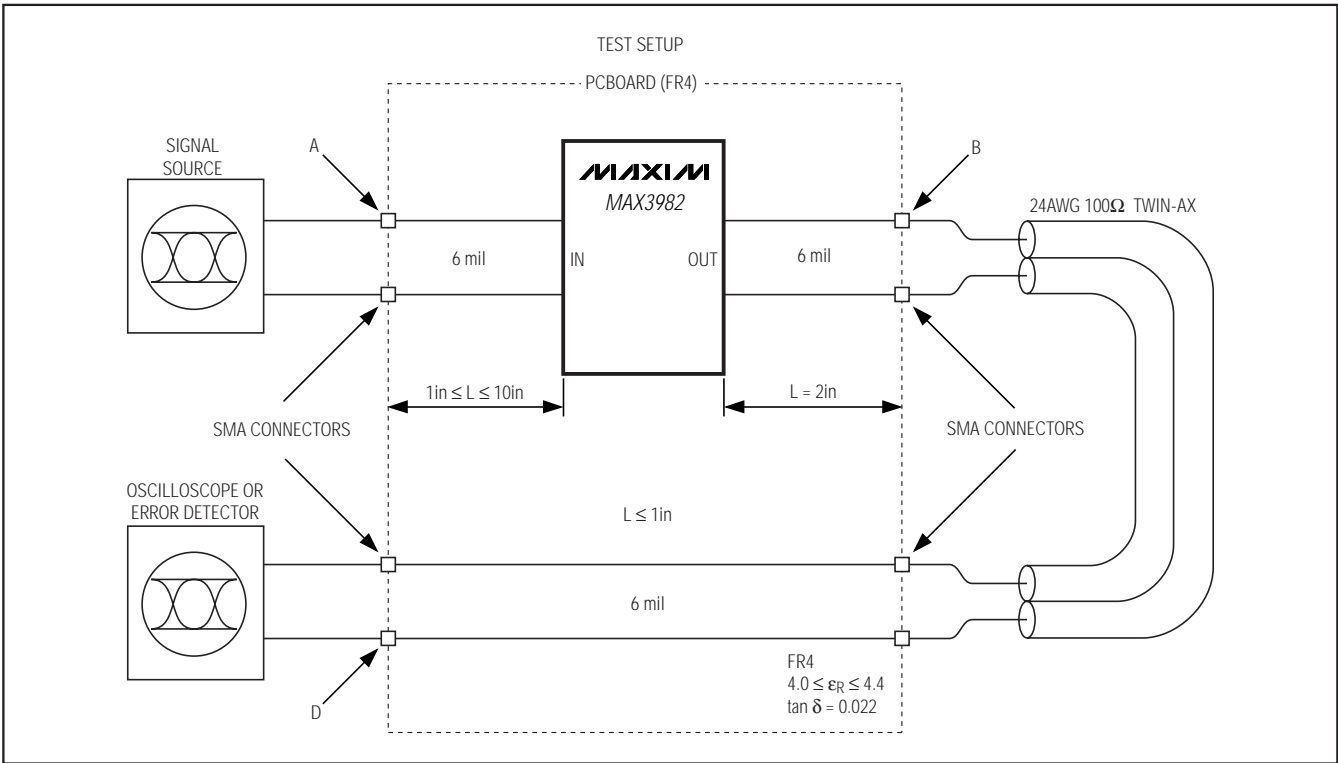 TEST SETUP
PCBOARD (FR4)
SIGNAL
SOURCE
A
B
MAXIM
MAX3982
24AWG 100Ω TWIN-AX
6 mil
IN
OUT
6 mil
1in ≤ L ≤ 10in
L = 2in
SMA CONNECTORS
SMA CONNECTORS
OSCILLOSCOPE OR
ERROR DETECTOR
L ≤ 1in
6 mil
FR4
4.0 ≤ εR ≤ 4.4
tan δ = 0.022
D